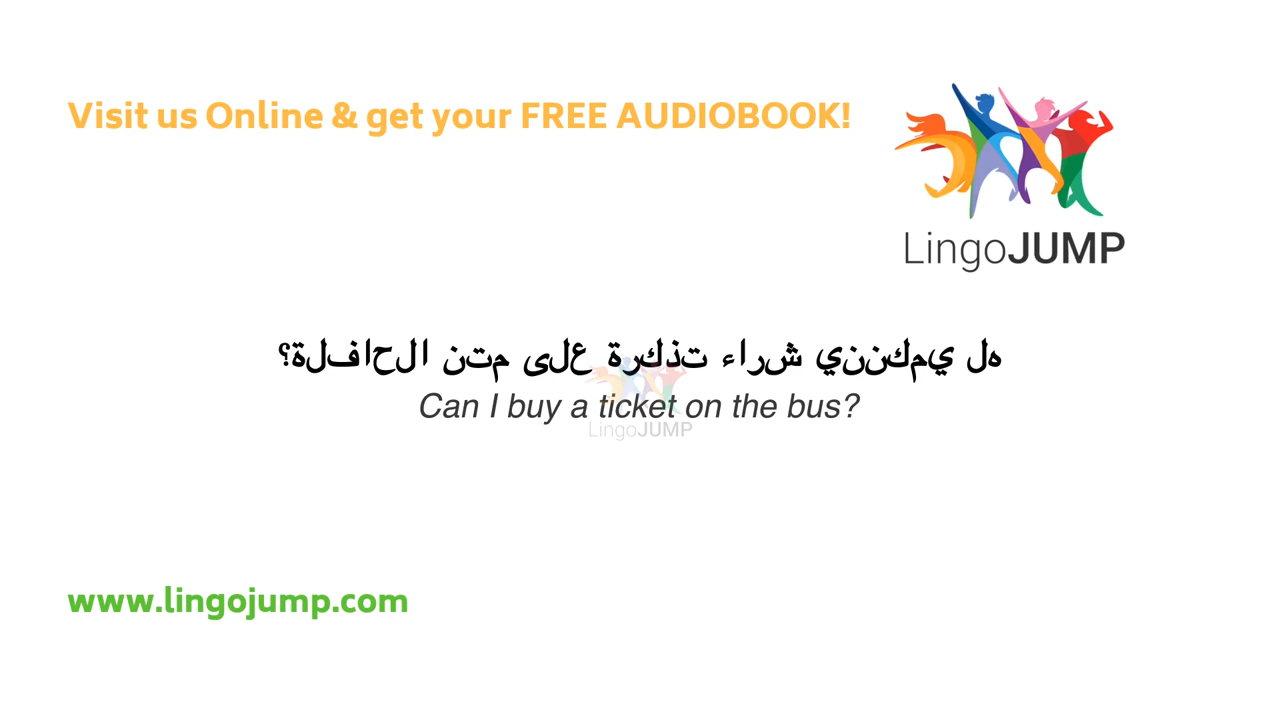 Visit us Online & get your FREE AUDIOBOOK!
LingoJUMP
هل يمكنني شراء تذكرة على متن الحافلة؟
Can I buy a ticket on the bus?
LingoJUMP
www.lingojump.com